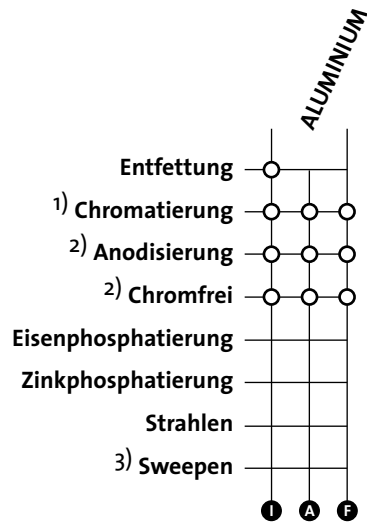 ALUMINIUM
Entfettung
1) Chromatierung
2) Anodisierung
2) Chromfrei
Eisenphosphatierung
Zinkphosphatierung
Strahlen
3) Sweepen
I A F